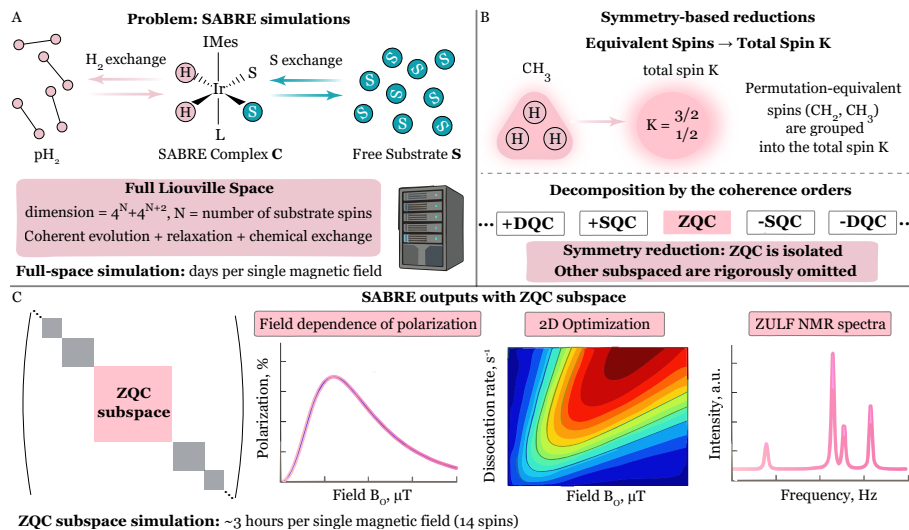 A
Problem: SABRE simulations
IMes
H₂ exchange
S exchange
H
S
Ir
H
S
L
S
S
S
S
S
S
S
S
S
S
pH₂
SABRE Complex C
Free Substrate S
Full Liouville Space
dimension = 4ᴺ+4ᴺ⁺², N = number of substrate spins
Coherent evolution + relaxation + chemical exchange
Full-space simulation: days per single magnetic field
B
Symmetry-based reductions
Equivalent Spins → Total Spin K
CH₃
total spin K
H
H
H
K = 3/2
1/2
Permutation-equivalent
spins (CH₂, CH₃)
are grouped
into the total spin K
Decomposition by the coherence orders
... +DQC +SQC ZQC -SQC -DQC ...
Symmetry reduction: ZQC is isolated
Other subspaced are rigorously omitted
C
SABRE outputs with ZQC subspace
ZQC
subspace
Field dependence of polarization
Polarization, %
Field B₀, μT
2D Optimization
Dissociation rate, s⁻¹
Field B₀, μT
ZULF NMR spectra
Intensity, a.u.
Frequency, Hz
ZQC subspace simulation: ~3 hours per single magnetic field (14 spins)